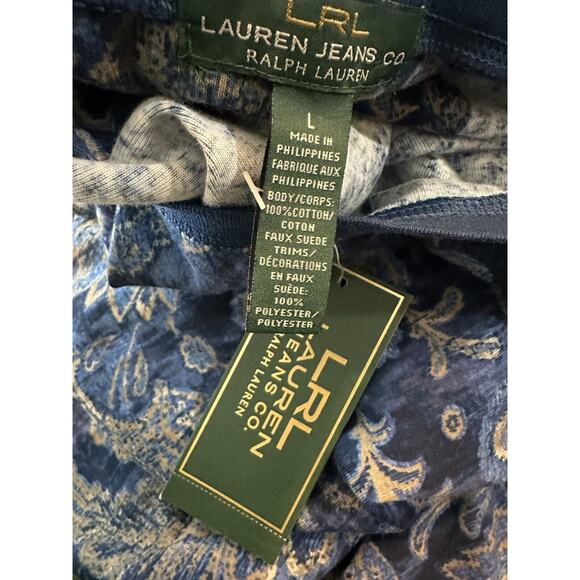 LRL
LAUREN JEANS CO.
RALPH LAUREN
L
MADE IN
PHILIPPINES
FABRIQUE AUX
PHILIPPINES
BODY/CORPS:
100%COTTON/
COTON
FAUX SUEDE
TRIMS/
DÉCORATIONS
EN FAUX
SUÈDE:
100%
POLYESTER/
POLYESTER
LRL
LAUREN
JEANS CO.
RALPH LAUREN